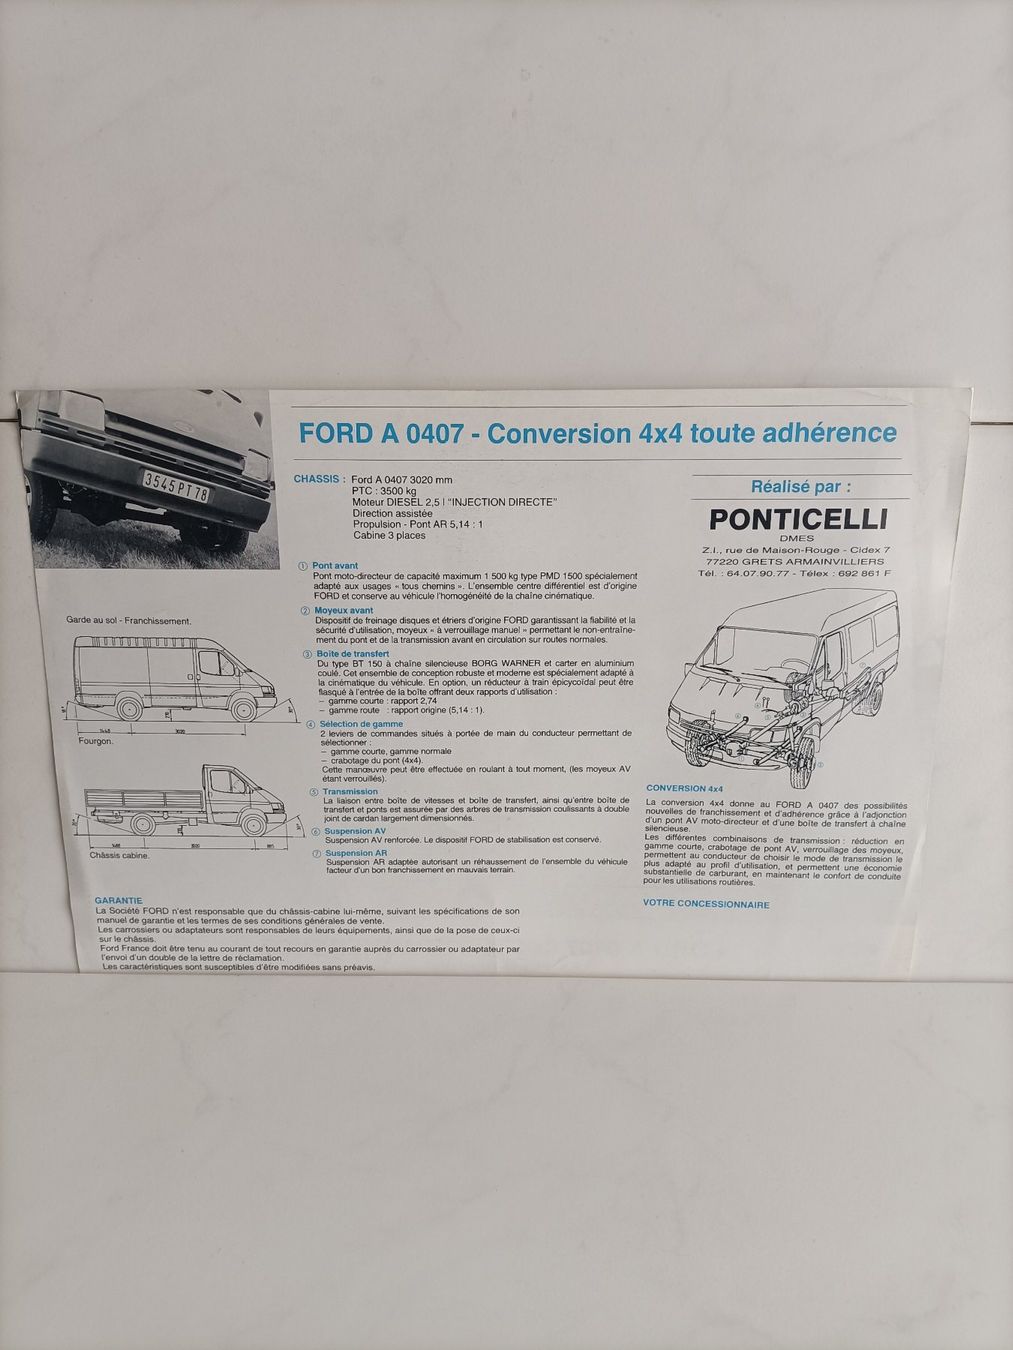 3545 PT 78
FORD A 0407 - Conversion 4x4 toute adhérence
CHASSIS : Ford A 0407 3020 mm
PTC : 3500 kg
Moteur DIESEL 2,5 l "INJECTION DIRECTE"
Direction assistée
Propulsion - Pont AR 5,14 : 1
Cabine 3 places
Réalisé par :
PONTICELLI
DMES
Z.I., rue de Maison-Rouge - Cidex 7
77220 GRETS ARMAINVILLIERS
Tél. : 64.07.90.77 - Télex : 692 861 F
Garde au sol - Franchissement.
3020
Fourgon.
Châssis cabine.
① Pont avant
Pont moto-directeur de capacité maximum 1 500 kg type PMD 1500 spécialement
adapté aux usages « tous chemins ». L'ensemble centre différentiel est d'origine
FORD et conserve au véhicule l'homogénéité de la chaîne cinématique.
② Moyeux avant
Dispositif de freinage disques et étriers d'origine FORD garantissant la fiabilité et la
sécurité d'utilisation, moyeux « à verrouillage manuel » permettant le non-entraîne-
ment du pont et de la transmission avant en circulation sur routes normales.
③ Boîte de transfert
Du type BT 150 à chaîne silencieuse BORG WARNER et carter en aluminium
coulé. Cet ensemble de conception robuste et moderne est spécialement adapté à
la cinématique du véhicule. En option, un réducteur à train épicycoïdal peut être
flasqué à l'entrée de la boîte offrant deux rapports d'utilisation :
– gamme courte : rapport 2,74
– gamme route : rapport origine (5,14 : 1).
④ Sélection de gamme
2 leviers de commandes situés à portée de main du conducteur permettant de
sélectionner :
– gamme courte, gamme normale
– crabotage du pont (4x4).
Cette manœuvre peut être effectuée en roulant à tout moment, (les moyeux AV
étant verrouillés).
⑤ Transmission
La liaison entre boîte de vitesses et boîte de transfert, ainsi qu'entre boîte de
transfert et ponts est assurée par des arbres de transmission coulissants à double
joint de cardan largement dimensionnés.
⑥ Suspension AV
Suspension AV renforcée. Le dispositif FORD de stabilisation est conservé.
⑦ Suspension AR
Suspension AR adaptée autorisant un réhaussement de l'ensemble du véhicule
facteur d'un bon franchissement en mauvais terrain.
CONVERSION 4x4
La conversion 4x4 donne au FORD A 0407 des possibilités
nouvelles de franchissement et d'adhérence grâce à l'adjonction
d'un pont AV moto-directeur et d'une boîte de transfert à chaîne
silencieuse.
Les différentes combinaisons de transmission : réduction en
gamme courte, crabotage de pont AV, verrouillage des moyeux,
permettent au conducteur de choisir le mode de transmission le
plus adapté au profil d'utilisation, et permettent une économie
substantielle de carburant, en maintenant le confort de conduite
pour les utilisations routières.
VOTRE CONCESSIONNAIRE
GARANTIE
La Société FORD n'est responsable que du châssis-cabine lui-même, suivant les spécifications de son
manuel de garantie et les termes de ses conditions générales de vente.
Les carrossiers ou adaptateurs sont responsables de leurs équipements, ainsi que de la pose de ceux-ci
sur le châssis.
Ford France doit être tenu au courant de tout recours en garantie auprès du carrossier ou adaptateur par
l'envoi d'un double de la lettre de réclamation.
Les caractéristiques sont susceptibles d'être modifiées sans préavis.